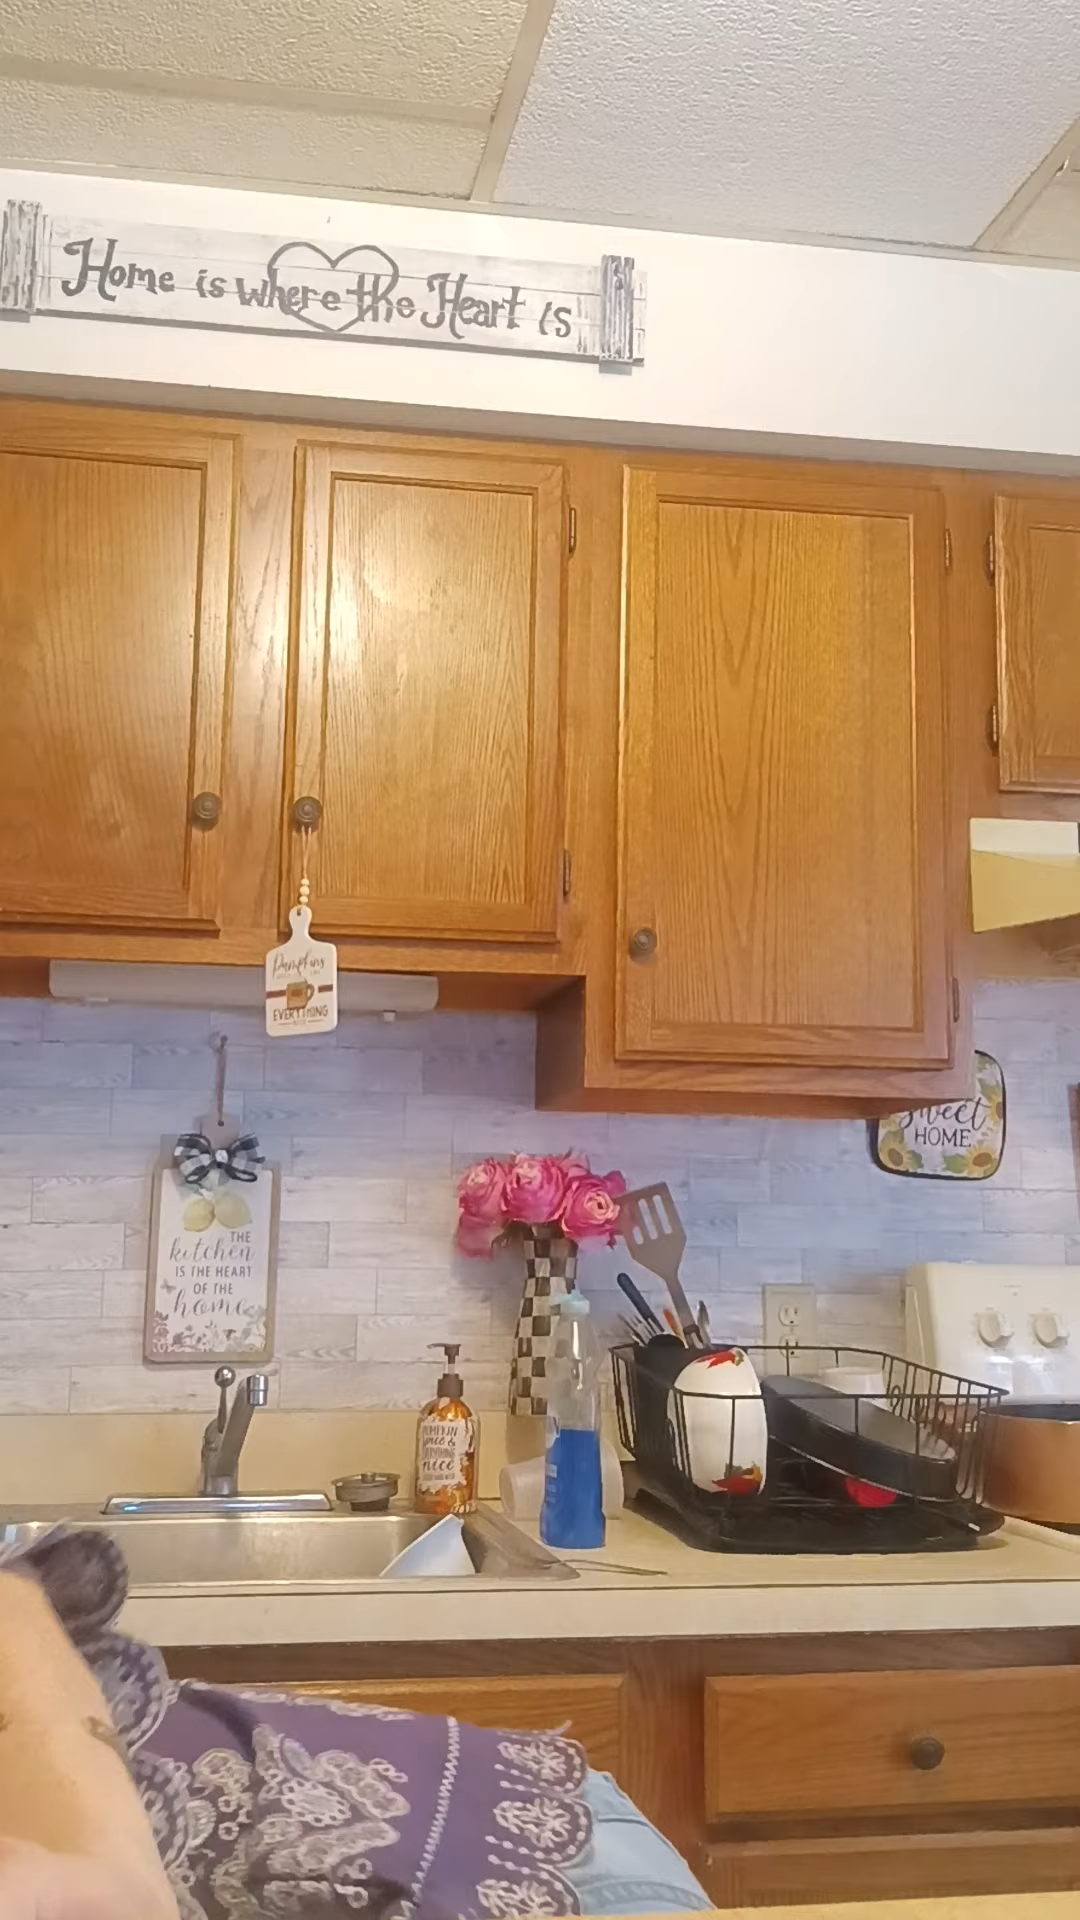 Home is where the Heart is
Pumpkins
EVERYTHING
Sweet
HOME
THE
kitchen
IS THE HEART
OF THE
home
PUMPKIN
spice &
EVERYTHING
nice